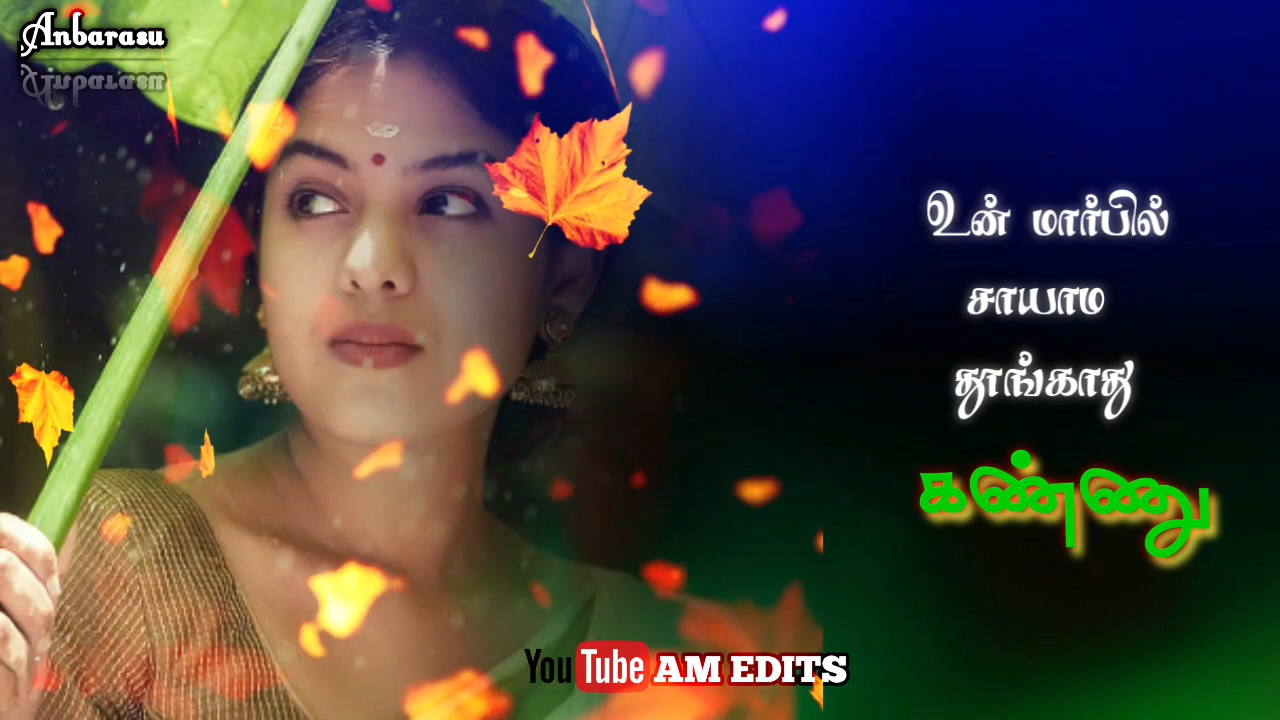 Anbarasu
உன் மார்பில்
சாயாம
தூங்காது
கண்ணு
YouTube AM EDITS